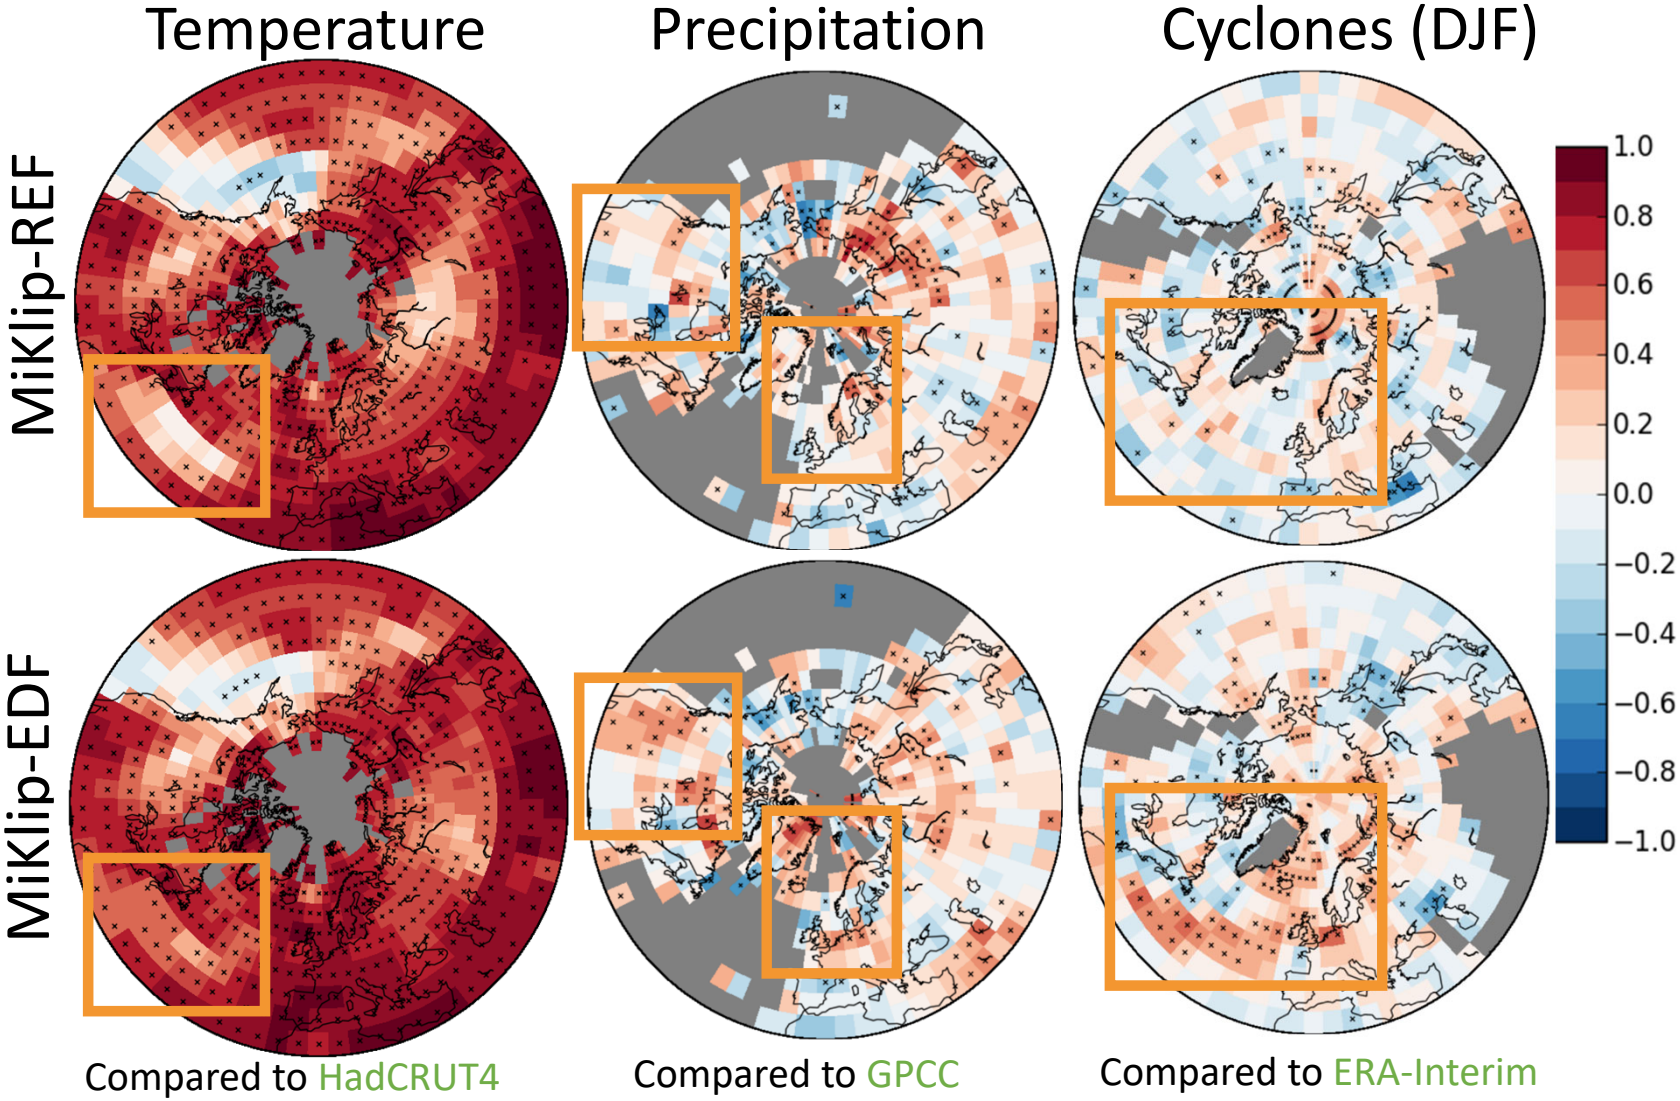 Temperature Precipitation Cyclones (DJF)
MiKlip-REF
1.0
0.8
0.6
0.4
0.2
0.0
−0.2
−0.4
−0.6
−0.8
−1.0
MiKlip-EDF
Compared to HadCRUT4 Compared to GPCC Compared to ERA-Interim